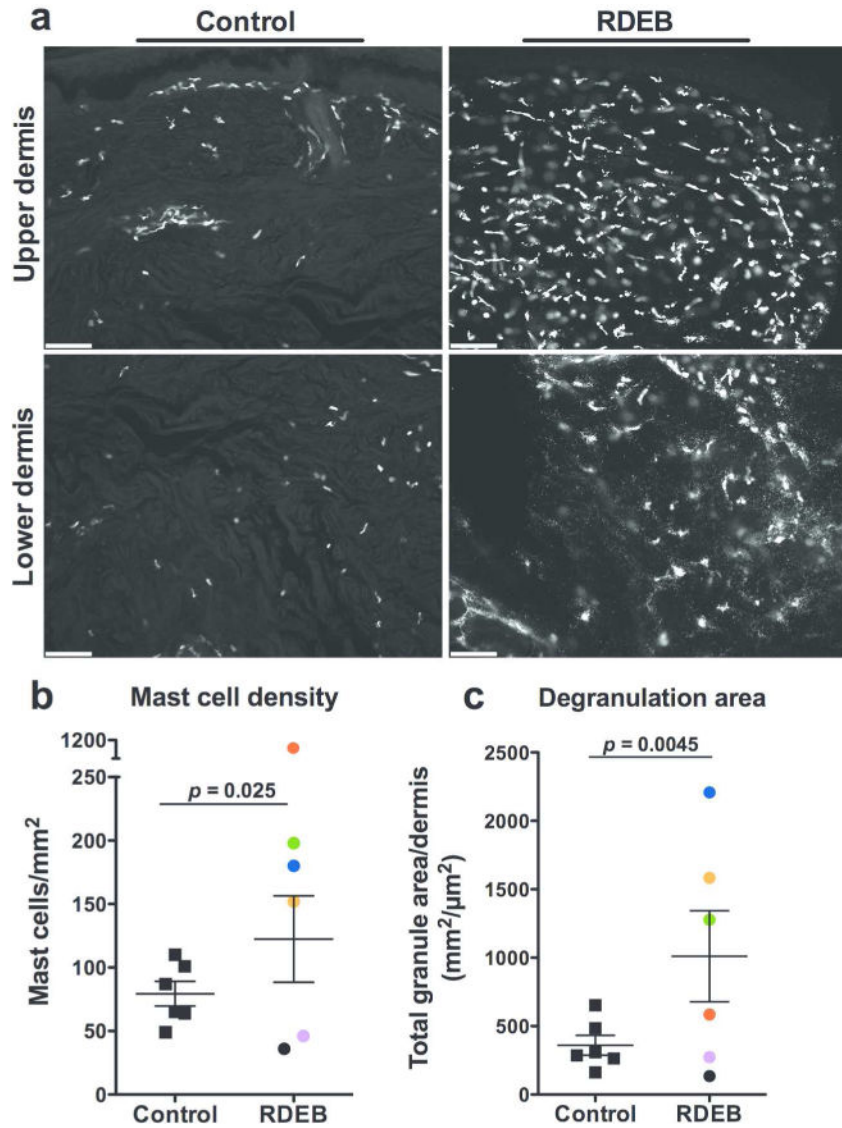 a
Control
RDEB
Upper dermis
Lower dermis
b
Mast cell density
1200
250
200
150
100
50
0
p = 0.025
Mast cells/mm²
Control
RDEB
c
Degranulation area
2500
2000
1500
1000
500
0
p = 0.0045
Total granule area/dermis
(mm²/µm²)
Control
RDEB